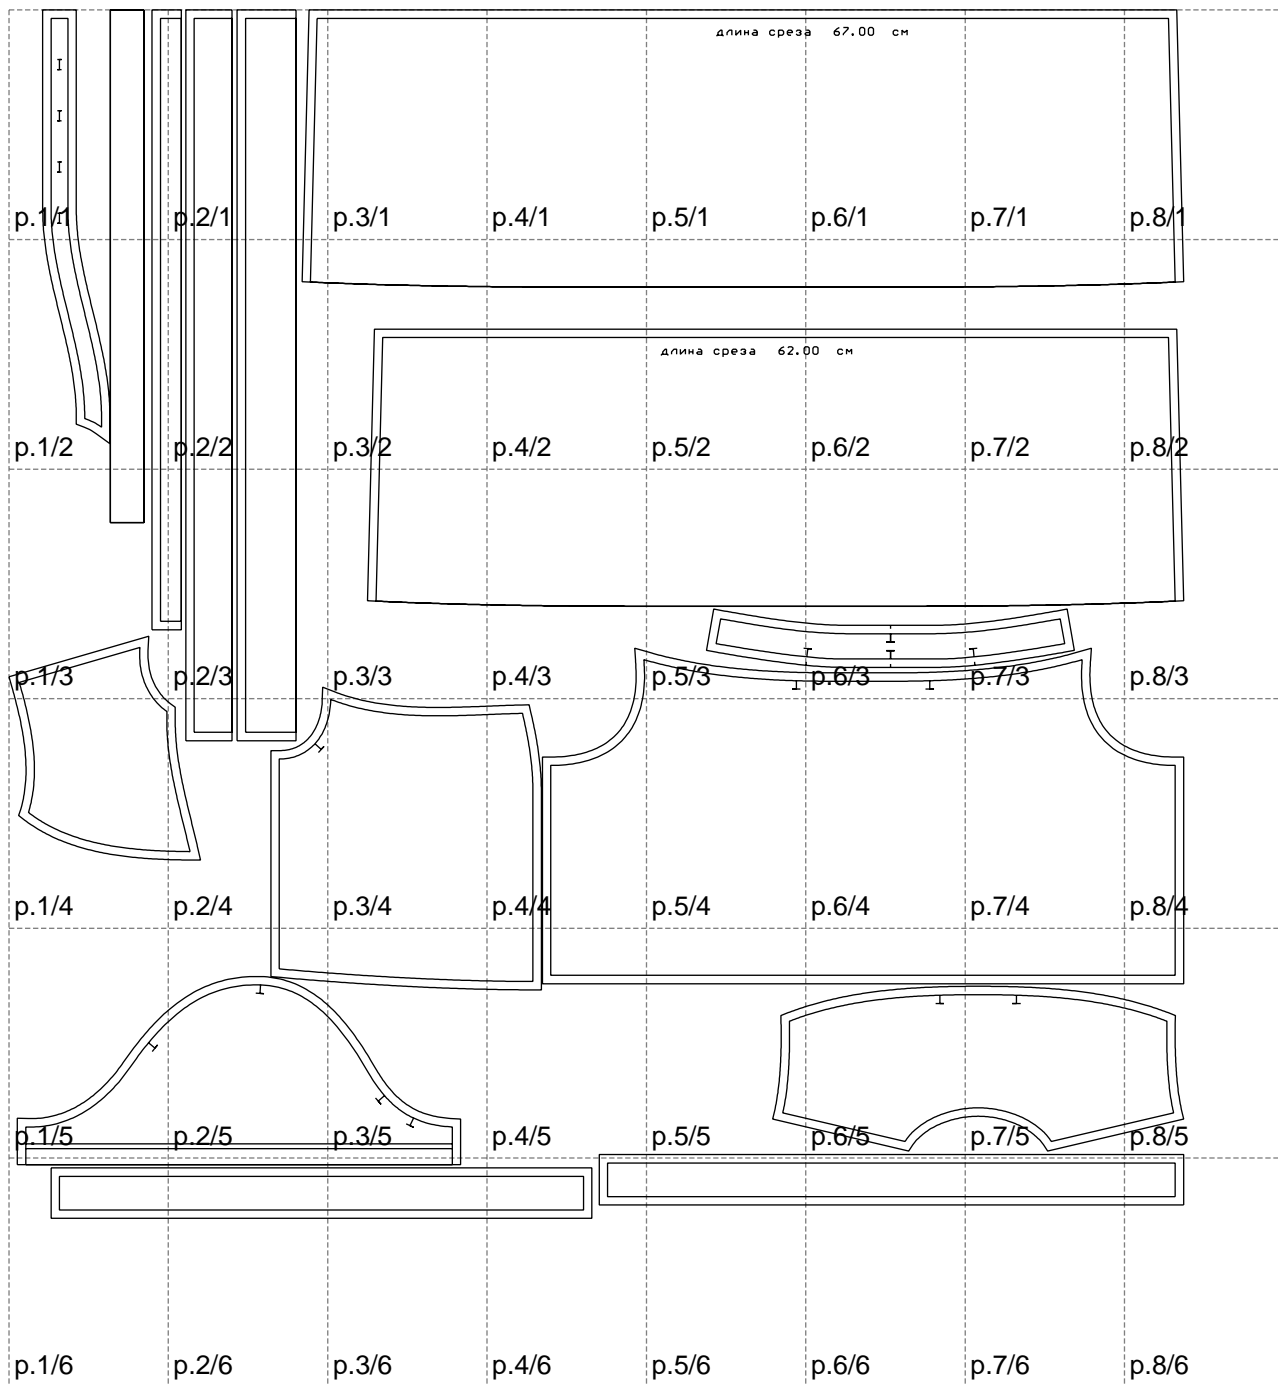 длина среза 67.00 см
p.1/1 p.2/1 p.3/1 p.4/1 p.5/1 p.6/1 p.7/1 p.8/1
длина среза 62.00 см
p.1/2 p.2/2 p.3/2 p.4/2 p.5/2 p.6/2 p.7/2 p.8/2
p.1/3 p.2/3 p.3/3 p.4/3 p.5/3 p.6/3 p.7/3 p.8/3
p.1/4 p.2/4 p.3/4 p.4/4 p.5/4 p.6/4 p.7/4 p.8/4
p.1/5 p.2/5 p.3/5 p.4/5 p.5/5 p.6/5 p.7/5 p.8/5
p.1/6 p.2/6 p.3/6 p.4/6 p.5/6 p.6/6 p.7/6 p.8/6